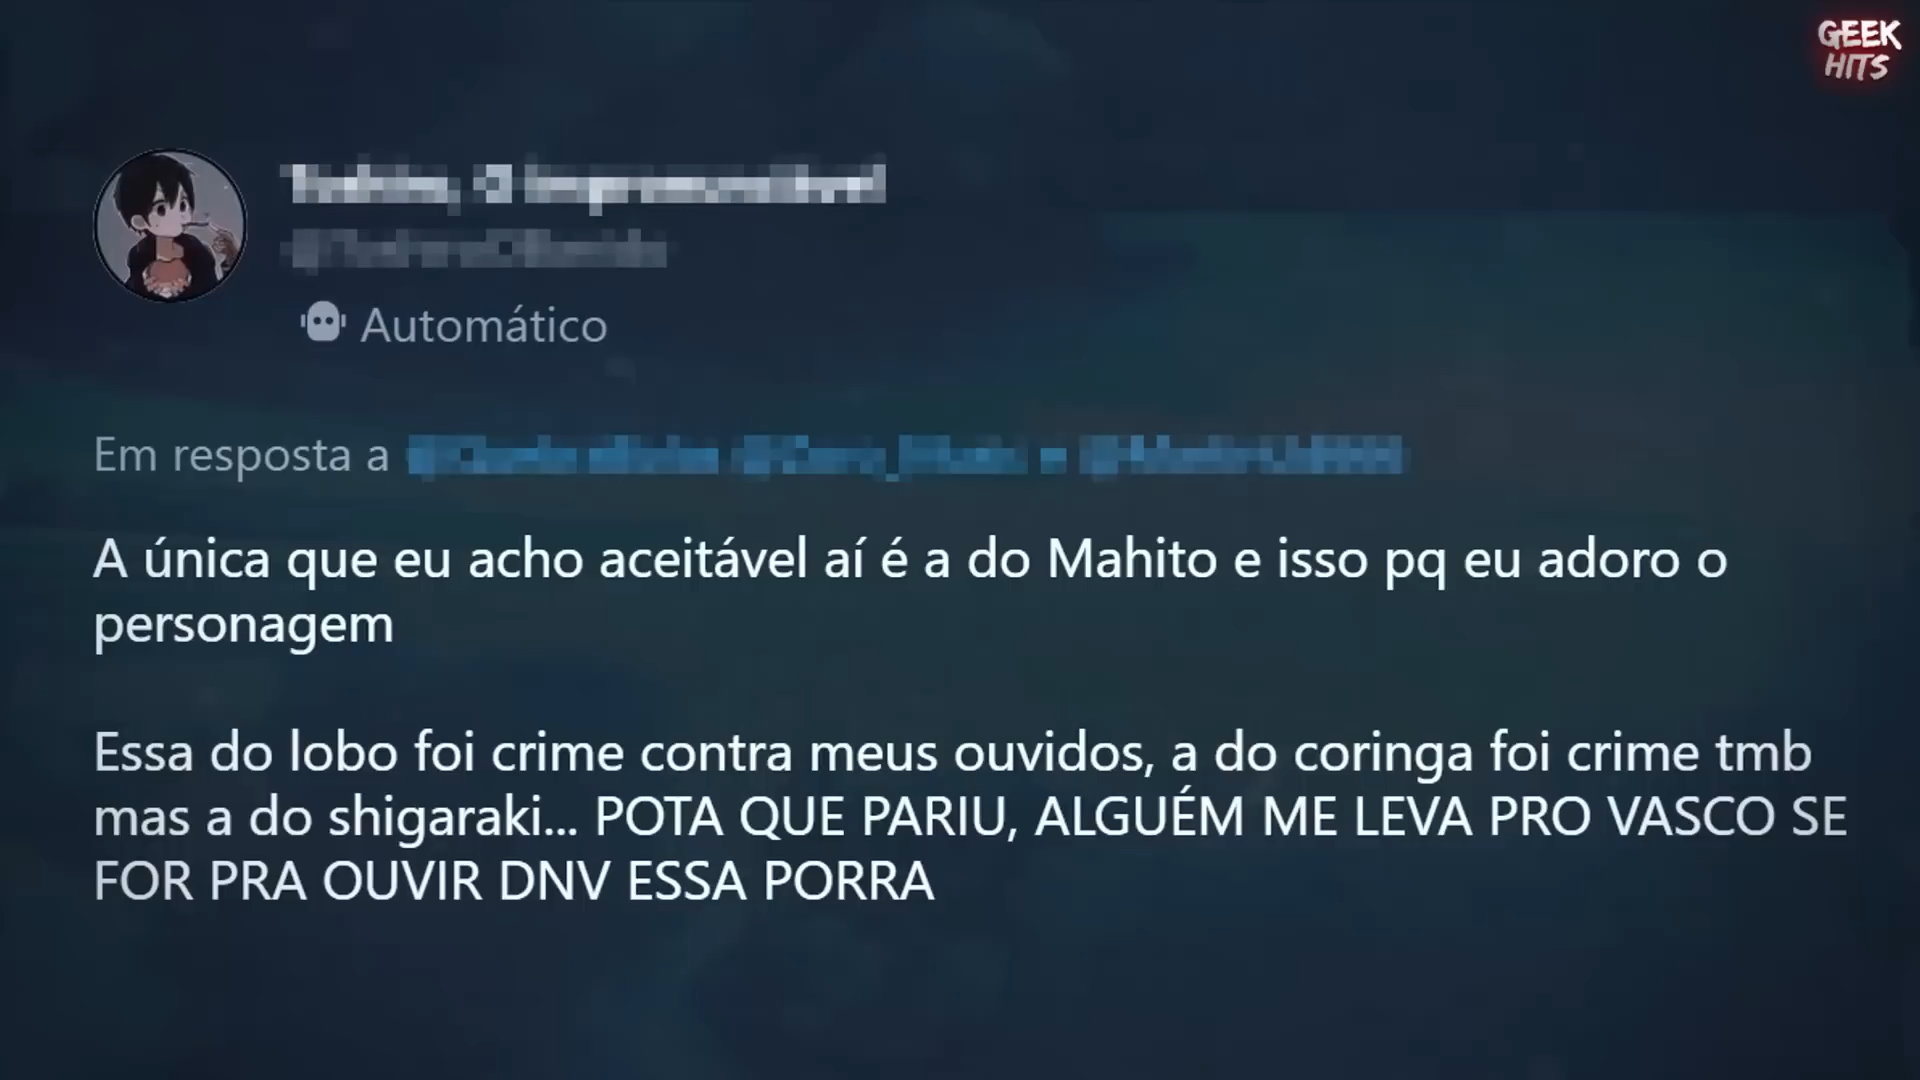 GEEK
HITS
Automático
Em resposta a
A única que eu acho aceitável aí é a do Mahito e isso pq eu adoro o
personagem
Essa do lobo foi crime contra meus ouvidos, a do coringa foi crime tmb
mas a do shigaraki... POTA QUE PARIU, ALGUÉM ME LEVA PRO VASCO SE
FOR PRA OUVIR DNV ESSA PORRA